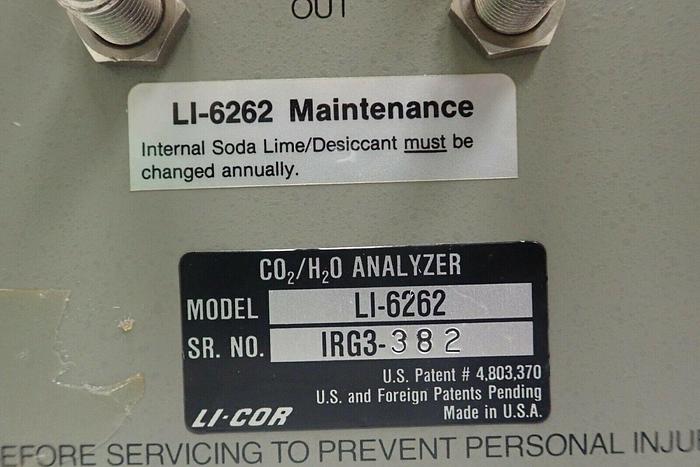 OUT
LI-6262 Maintenance
Internal Soda Lime/Desiccant must be
changed annually.
CO₂/H₂O ANALYZER
MODEL LI-6262
SR. NO. IRG3-382
U.S. Patent # 4,803,370
U.S. and Foreign Patents Pending
LI-COR Made in U.S.A.
EFORE SERVICING TO PREVENT PERSONAL INJU